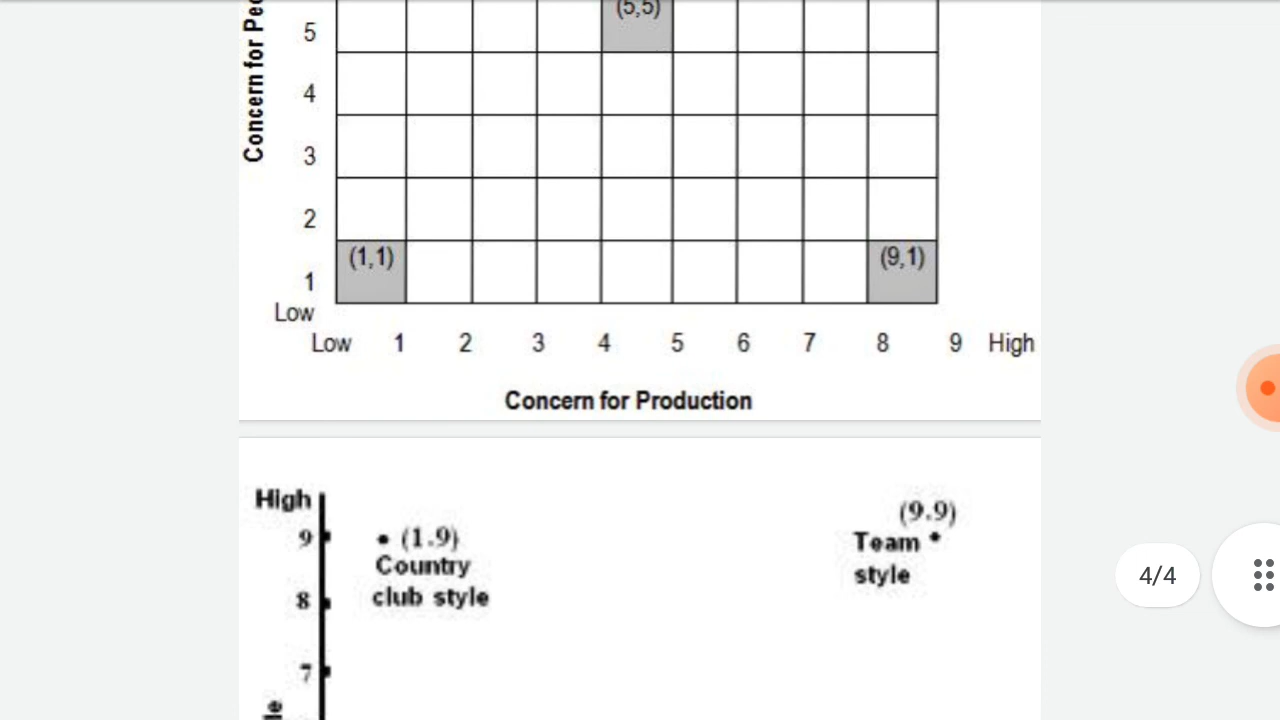 (5,5)
5
4
3
2
(1,1)
(9,1)
1
Low
Low 1 2 3 4 5 6 7 8 9 High
Concern for Production
High
9
(1.9)
Country
club style
(9.9)
Team
style
8
7
4/4
Concern for